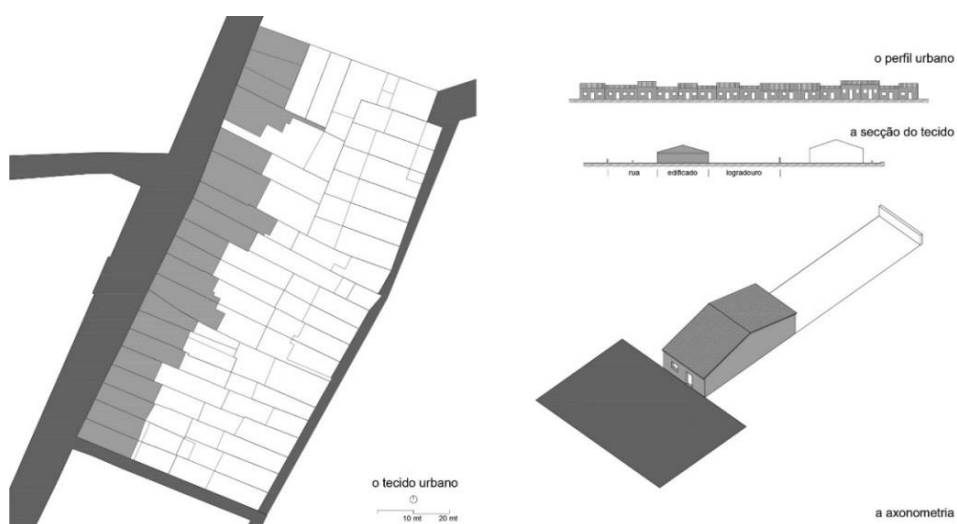 o perfil urbano
a secção do tecido
rua edificado logradouro
o tecido urbano
10 mt 20 mt
a axonometria